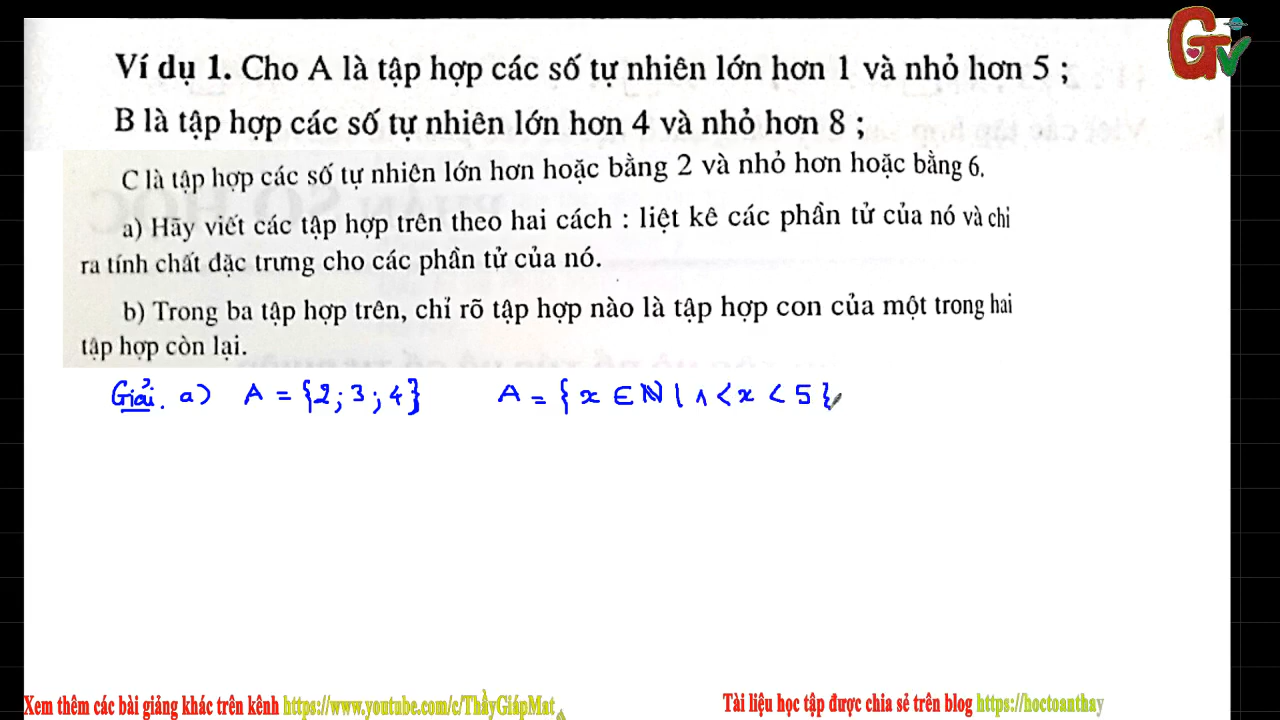 GTV
Ví dụ 1. Cho A là tập hợp các số tự nhiên lớn hơn 1 và nhỏ hơn 5 ;
B là tập hợp các số tự nhiên lớn hơn 4 và nhỏ hơn 8 ;
C là tập hợp các số tự nhiên lớn hơn hoặc bằng 2 và nhỏ hơn hoặc bằng 6.
a) Hãy viết các tập hợp trên theo hai cách : liệt kê các phần tử của nó và chỉ
ra tính chất đặc trưng cho các phần tử của nó.
b) Trong ba tập hợp trên, chỉ rõ tập hợp nào là tập hợp con của một trong hai
tập hợp còn lại.
Giải. a) A = {2; 3; 4} A = { x ∈ ℕ | 1 < x < 5 }
Xem thêm các bài giảng khác trên kênh https://www.youtube.com/c/ThầyGiápMat
Tài liệu học tập được chia sẻ trên blog https://hoctoanthay